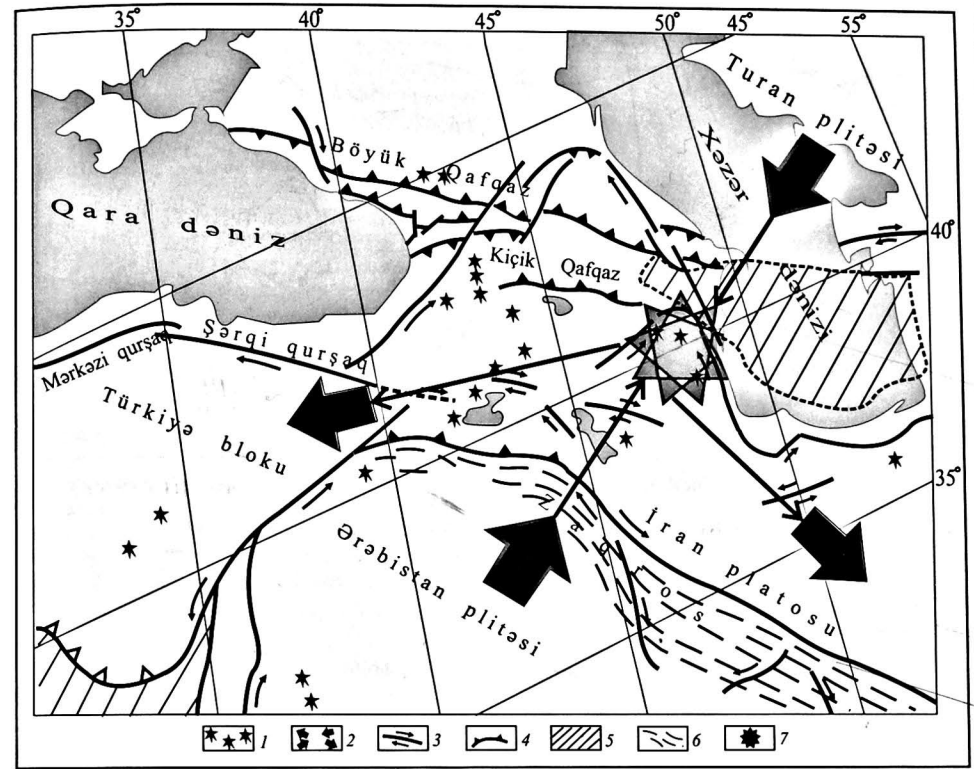 35° 40° 45° 50° 45° 55°
Turan plitəsi
Böyük Qafqaz
Xəzər dənizi
Qara dəniz
40°
Kiçik Qafqaz
Şərqi qurşaq
Mərkəzi qurşaq
Türkiyə bloku
35°
Zaqros
İran platosu
Ərəbistan plitəsi
1 2 3 4 5 6 7